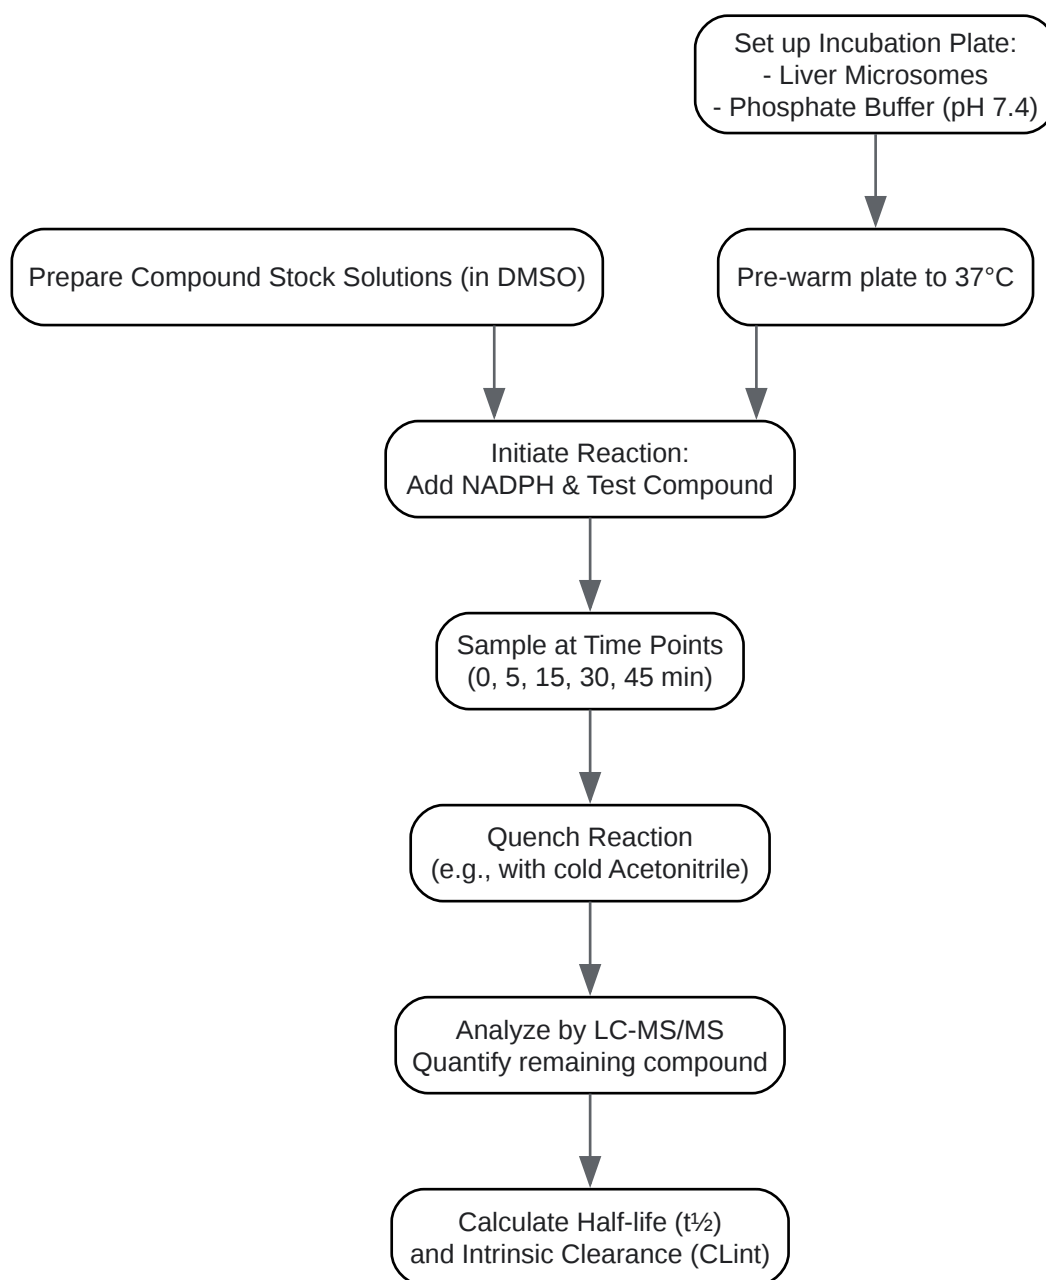 Set up Incubation Plate:
- Liver Microsomes
- Phosphate Buffer (pH 7.4)
Prepare Compound Stock Solutions (in DMSO)
Pre-warm plate to 37°C
Initiate Reaction:
Add NADPH & Test Compound
Sample at Time Points
(0, 5, 15, 30, 45 min)
Quench Reaction
(e.g., with cold Acetonitrile)
Analyze by LC-MS/MS
Quantify remaining compound
Calculate Half-life (t½)
and Intrinsic Clearance (CLint)